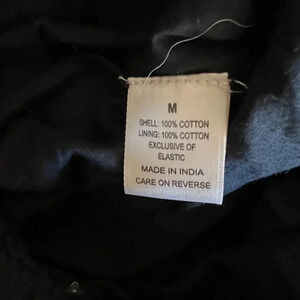 M
SHELL: 100% COTTON
LINING: 100% COTTON
EXCLUSIVE OF
ELASTIC
MADE IN INDIA
CARE ON REVERSE